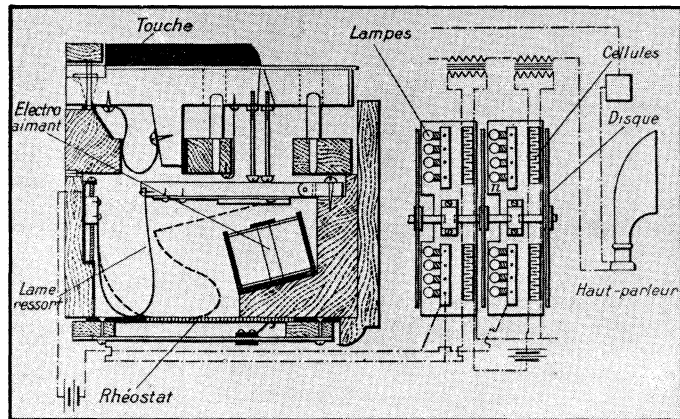 Touche
Lampes
Cellules
Electro
aimant
Disque
n
Lame
ressort
Haut-parleur
Rhéostat